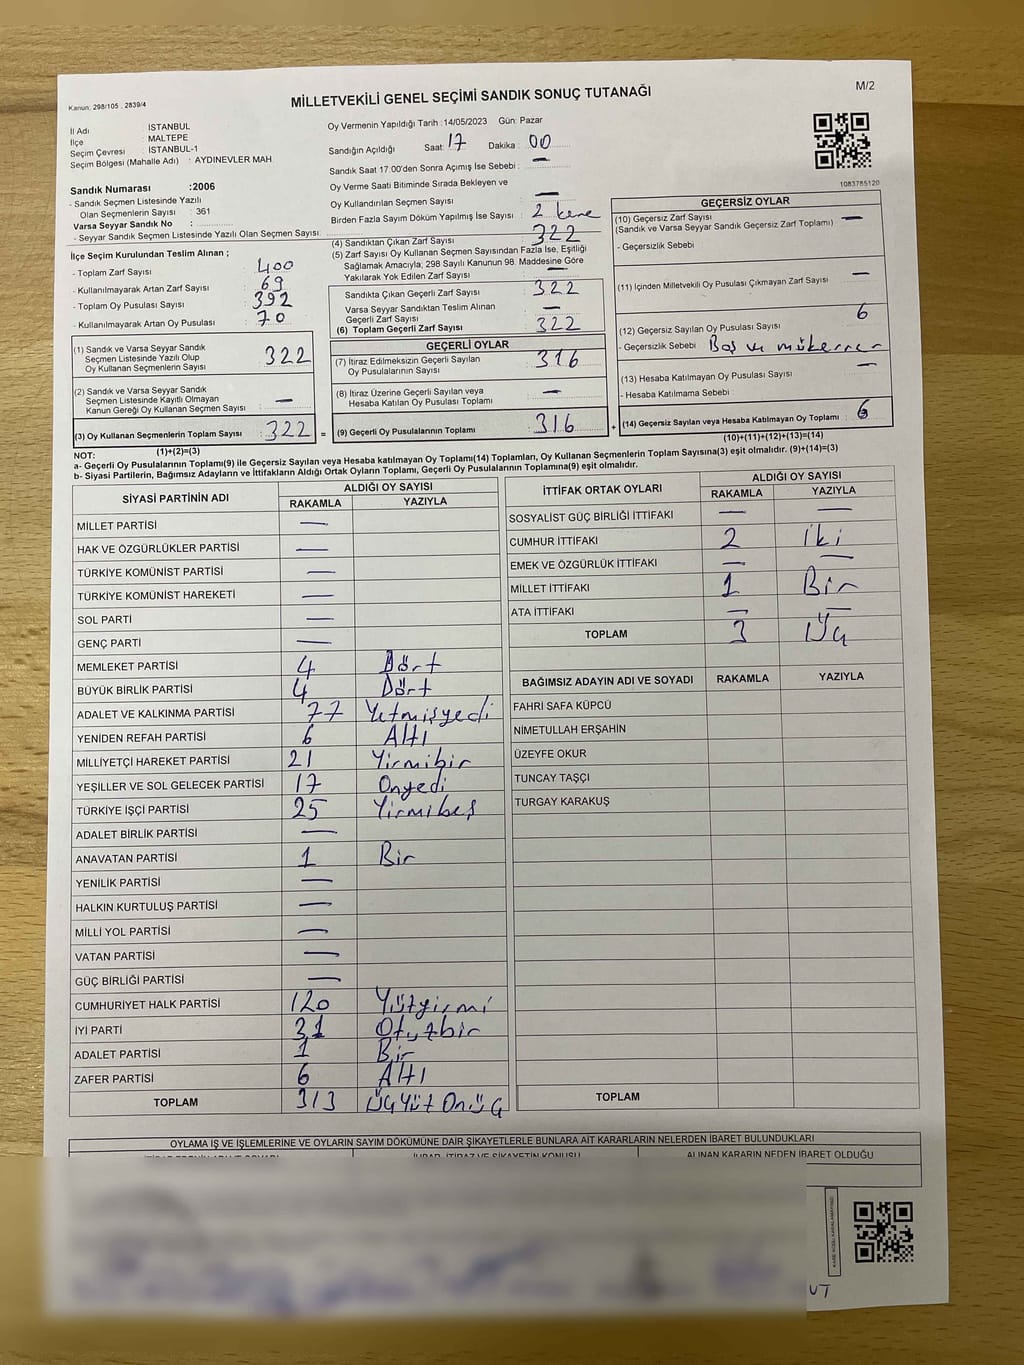 Kanun: 298/105 . 2839/4
MİLLETVEKİLİ GENEL SEÇİMİ SANDIK SONUÇ TUTANAĞI
M/2
İl Adı : İSTANBUL
İlçe : MALTEPE
Seçim Çevresi : İSTANBUL-1
Seçim Bölgesi (Mahalle Adı) : AYDINEVLER MAH.
Sandık Numarası :2006
- Sandık Seçmen Listesinde Yazılı
Olan Seçmenlerin Sayısı : 361
Varsa Seyyar Sandık No :
- Seyyar Sandık Seçmen Listesinde Yazılı Olan Seçmen Sayısı:
Oy Vermenin Yapıldığı Tarih :14/05/2023 Gün: Pazar
Sandığın Açıldığı Saat: 17 Dakika : 00
Sandık Saat 17:00'den Sonra Açımış İse Sebebi : —
Oy Verme Saati Bitiminde Sırada Bekleyen ve
Oy Kullandırılan Seçmen Sayısı : —
Birden Fazla Sayım Döküm Yapılmış İse Sayısı : 2 kere
1083785120
İlçe Seçim Kurulundan Teslim Alınan ;
- Toplam Zarf Sayısı : 400
- Kullanılmayarak Artan Zarf Sayısı : 69
- Toplam Oy Pusulası Sayısı : 392
- Kullanılmayarak Artan Oy Pusulası : 70
(1) Sandık ve Varsa Seyyar Sandık
Seçmen Listesinde Yazılı Olup
Oy Kullanan Seçmenlerin Sayısı : 322
(2) Sandık ve Varsa Seyyar Sandık
Seçmen Listesinde Kayıtlı Olmayan
Kanun Gereği Oy Kullanan Seçmen Sayısı : —
(3) Oy Kullanan Seçmenlerin Toplam Sayısı : 322 =
(1)+(2)=(3)
(4) Sandıktan Çıkan Zarf Sayısı : 322
(5) Zarf Sayısı Oy Kullanan Seçmen Sayısından Fazla İse, Eşitliği
Sağlamak Amacıyla, 298 Sayılı Kanunun 98. Maddesine Göre
Yakılarak Yok Edilen Zarf Sayısı : —
Sandıkta Çıkan Geçerli Zarf Sayısı : 322
Varsa Seyyar Sandıktan Teslim Alınan
Geçerli Zarf Sayısı : —
(6) Toplam Geçerli Zarf Sayısı : 322
GEÇERLİ OYLAR
(7) İtiraz Edilmeksizin Geçerli Sayılan
Oy Pusulalarının Sayısı : 316
(8) İtiraz Üzerine Geçerli Sayılan veya
Hesaba Katılan Oy Pusulası Toplamı : —
(9) Geçerli Oy Pusulalarının Toplamı : 316 +
GEÇERSİZ OYLAR
(10) Geçersiz Zarf Sayısı : —
(Sandık ve Varsa Seyyar Sandık Geçersiz Zarf Toplamı)
- Geçersizlik Sebebi :
(11) İçinden Milletvekili Oy Pusulası Çıkmayan Zarf Sayısı : —
(12) Geçersiz Sayılan Oy Pusulası Sayısı : 6
- Geçersizlik Sebebi : Boş ve mükerrer
(13) Hesaba Katılmayan Oy Pusulası Sayısı : —
- Hesaba Katılmama Sebebi :
(14) Geçersiz Sayılan veya Hesaba Katılmayan Oy Toplamı : 6
(10)+(11)+(12)+(13)=(14)
NOT:
a- Geçerli Oy Pusulalarının Toplamı(9) ile Geçersiz Sayılan veya Hesaba katılmayan Oy Toplamı(14) Toplamları, Oy Kullanan Seçmenlerin Toplam Sayısına(3) eşit olmalıdır. (9)+(14)=(3)
b- Siyasi Partilerin, Bağımsız Adayların ve İttifakların Aldığı Ortak Oyların Toplamı, Geçerli Oy Pusulalarının Toplamına(9) eşit olmalıdır.
SİYASİ PARTİNİN ADI ALDIĞI OY SAYISI
RAKAMLA YAZIYLA
MİLLET PARTİSİ —
HAK VE ÖZGÜRLÜKLER PARTİSİ —
TÜRKİYE KOMÜNİST PARTİSİ —
TÜRKİYE KOMÜNİST HAREKETİ —
SOL PARTİ —
GENÇ PARTİ —
MEMLEKET PARTİSİ 4 Dört
BÜYÜK BİRLİK PARTİSİ 4 Dört
ADALET VE KALKINMA PARTİSİ 77 Yetmişyedi
YENİDEN REFAH PARTİSİ 6 Altı
MİLLİYETÇİ HAREKET PARTİSİ 21 Yirmibir
YEŞİLLER VE SOL GELECEK PARTİSİ 17 Onyedi
TÜRKİYE İŞÇİ PARTİSİ 25 Yirmibeş
ADALET BİRLİK PARTİSİ —
ANAVATAN PARTİSİ 1 Bir
YENİLİK PARTİSİ —
HALKIN KURTULUŞ PARTİSİ —
MİLLİ YOL PARTİSİ —
VATAN PARTİSİ —
GÜÇ BİRLİĞİ PARTİSİ —
CUMHURİYET HALK PARTİSİ 120 Yüzyirmi
İYİ PARTİ 31 Otuzbir
ADALET PARTİSİ 1 Bir
ZAFER PARTİSİ 6 Altı
TOPLAM 313 Üçyüz Onüç
İTTİFAK ORTAK OYLARI ALDIĞI OY SAYISI
RAKAMLA YAZIYLA
SOSYALİST GÜÇ BİRLİĞİ İTTİFAKI — —
CUMHUR İTTİFAKI 2 İki
EMEK VE ÖZGÜRLÜK İTTİFAKI — —
MİLLET İTTİFAKI 1 Bir
ATA İTTİFAKI — —
TOPLAM 3 Üç
BAĞIMSIZ ADAYIN ADI VE SOYADI RAKAMLA YAZIYLA
FAHRİ SAFA KÜPCÜ
NİMETULLAH ERŞAHİN
ÜZEYFE OKUR
TUNCAY TAŞÇI
TURGAY KARAKUŞ
TOPLAM
OYLAMA İŞ VE İŞLEMLERİNE VE OYLARIN SAYIM DÖKÜMÜNE DAİR ŞİKAYETLERLE BUNLARA AİT KARARLARIN NELERDEN İBARET BULUNDUKLARI
İHBAR, İTİRAZ VE ŞİKAYETİN KONUSU
ALINAN KARARIN NEDEN İBARET OLDUĞU
KARE KODU KARALAMAYINIZ!
UT